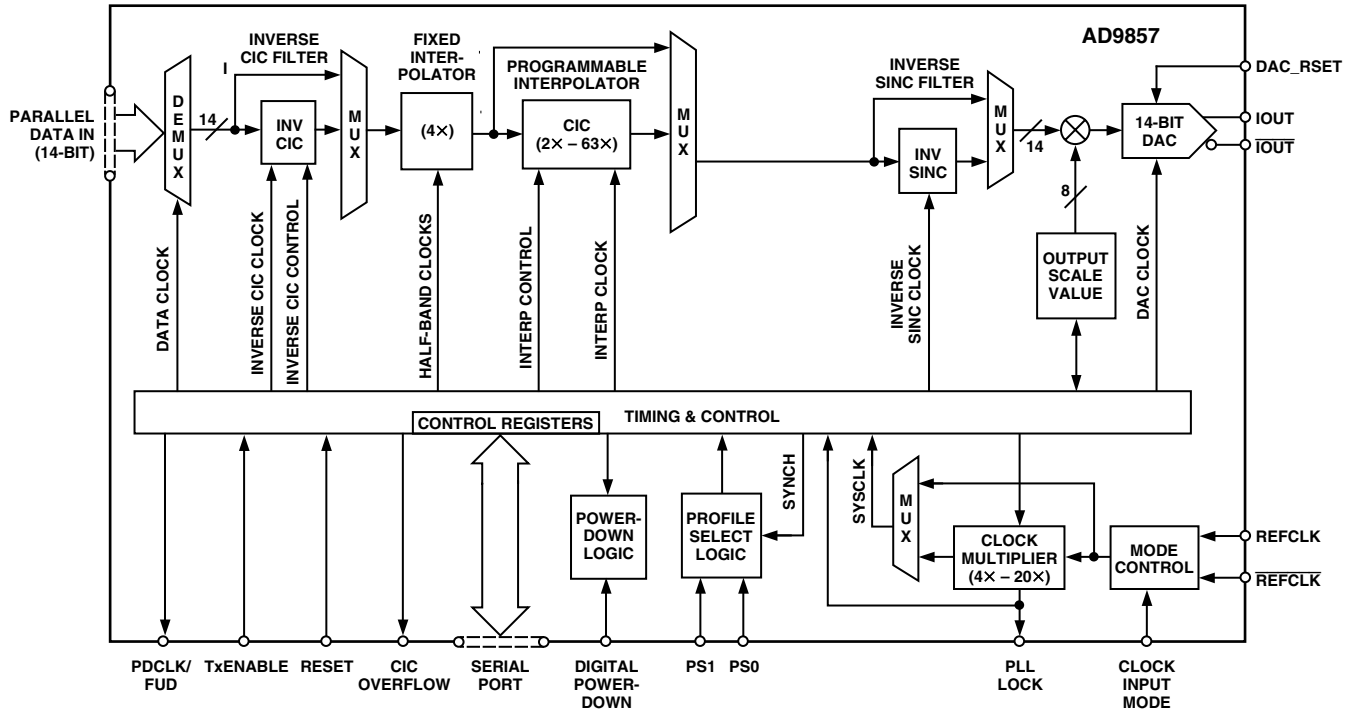 AD9857
INVERSE
CIC FILTER
FIXED
INTER-
POLATOR
PROGRAMMABLE
INTERPOLATOR
INVERSE
SINC FILTER
DAC_RSET
PARALLEL
DATA IN
(14-BIT)
DEMUX
14
I
INV
CIC
MUX
(4×)
CIC
(2× – 63×)
MUX
INV
SINC
MUX
14
14-BIT
DAC
IOUT
IOUT
8
OUTPUT
SCALE
VALUE
DATA CLOCK
INVERSE CIC CLOCK
INVERSE CIC CONTROL
HALF-BAND CLOCKS
INTERP CONTROL
INTERP CLOCK
INVERSE
SINC CLOCK
DAC CLOCK
TIMING & CONTROL
CONTROL REGISTERS
POWER-
DOWN
LOGIC
PROFILE
SELECT
LOGIC
SYNCH
SYSCLK
MUX
CLOCK
MULTIPLIER
(4× – 20×)
MODE
CONTROL
REFCLK
REFCLK
PDCLK/
FUD
TxENABLE
RESET
CIC
OVERFLOW
SERIAL
PORT
DIGITAL
POWER-
DOWN
PS1
PS0
PLL
LOCK
CLOCK
INPUT
MODE